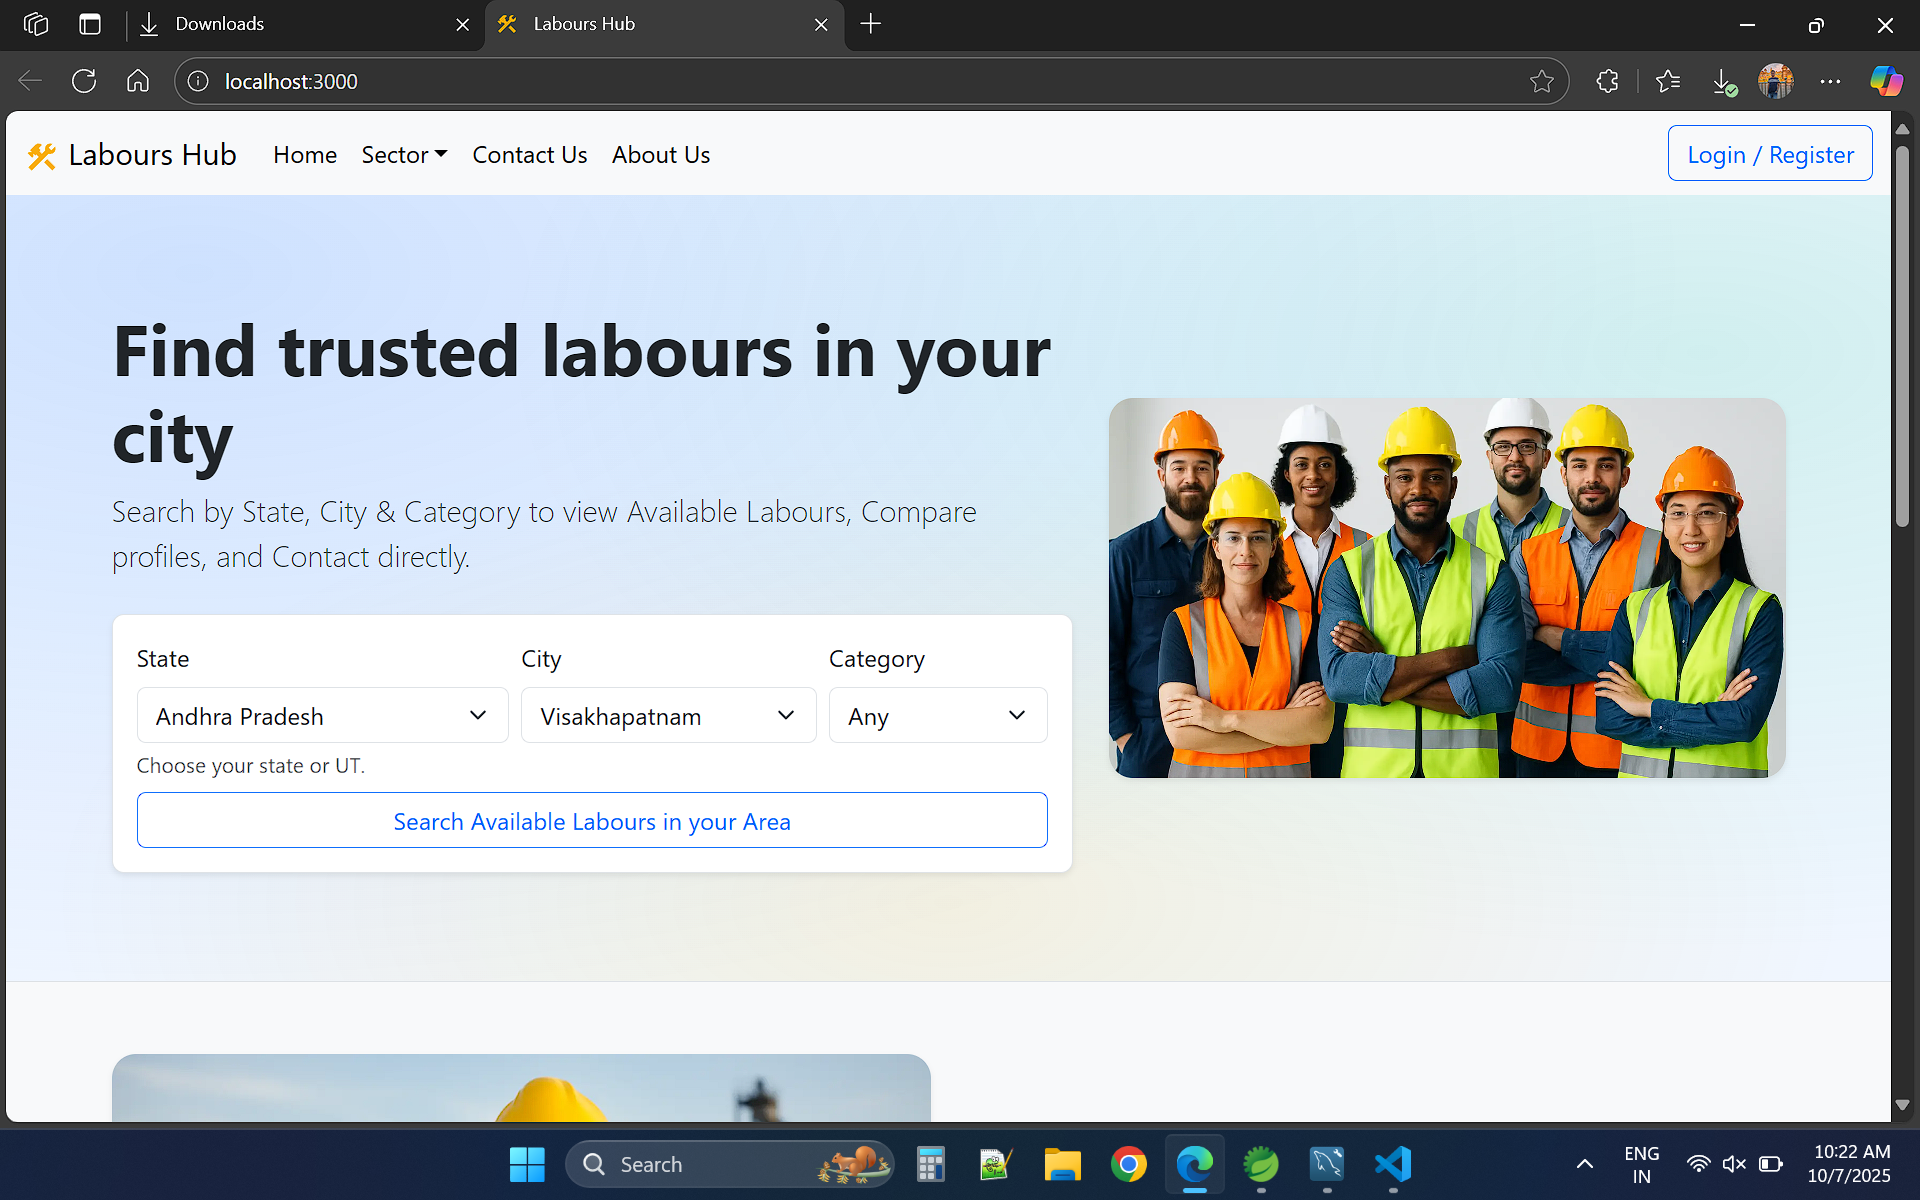 Downloads
Labours Hub
localhost:3000
Labours Hub
Home
Sector
Contact Us
About Us
Login / Register
Find trusted labours in your
city
Search by State, City & Category to view Available Labours, Compare
profiles, and Contact directly.
State
City
Category
Andhra Pradesh
Visakhapatnam
Any
Choose your state or UT.
Search Available Labours in your Area
Search
ENG
IN
10:22 AM
10/7/2025